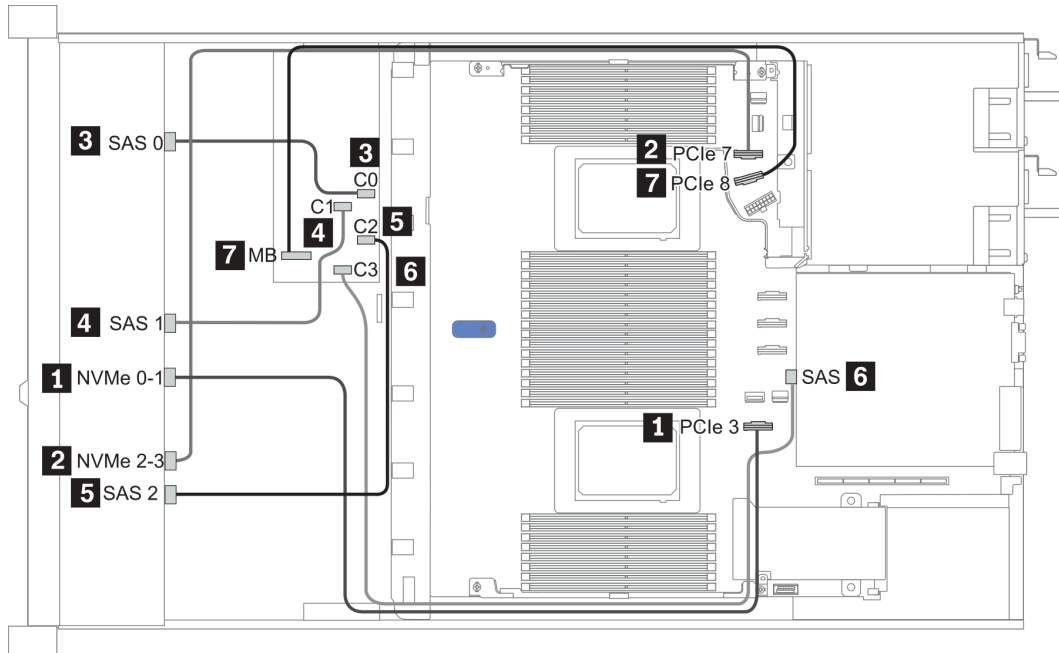 3 SAS 0
3
C0
C1
4
C2
5
7 MB
C3
6
2 PCIe 7
7 PCIe 8
4 SAS 1
1 NVMe 0-1
SAS 6
1 PCIe 3
2 NVMe 2-3
5 SAS 2